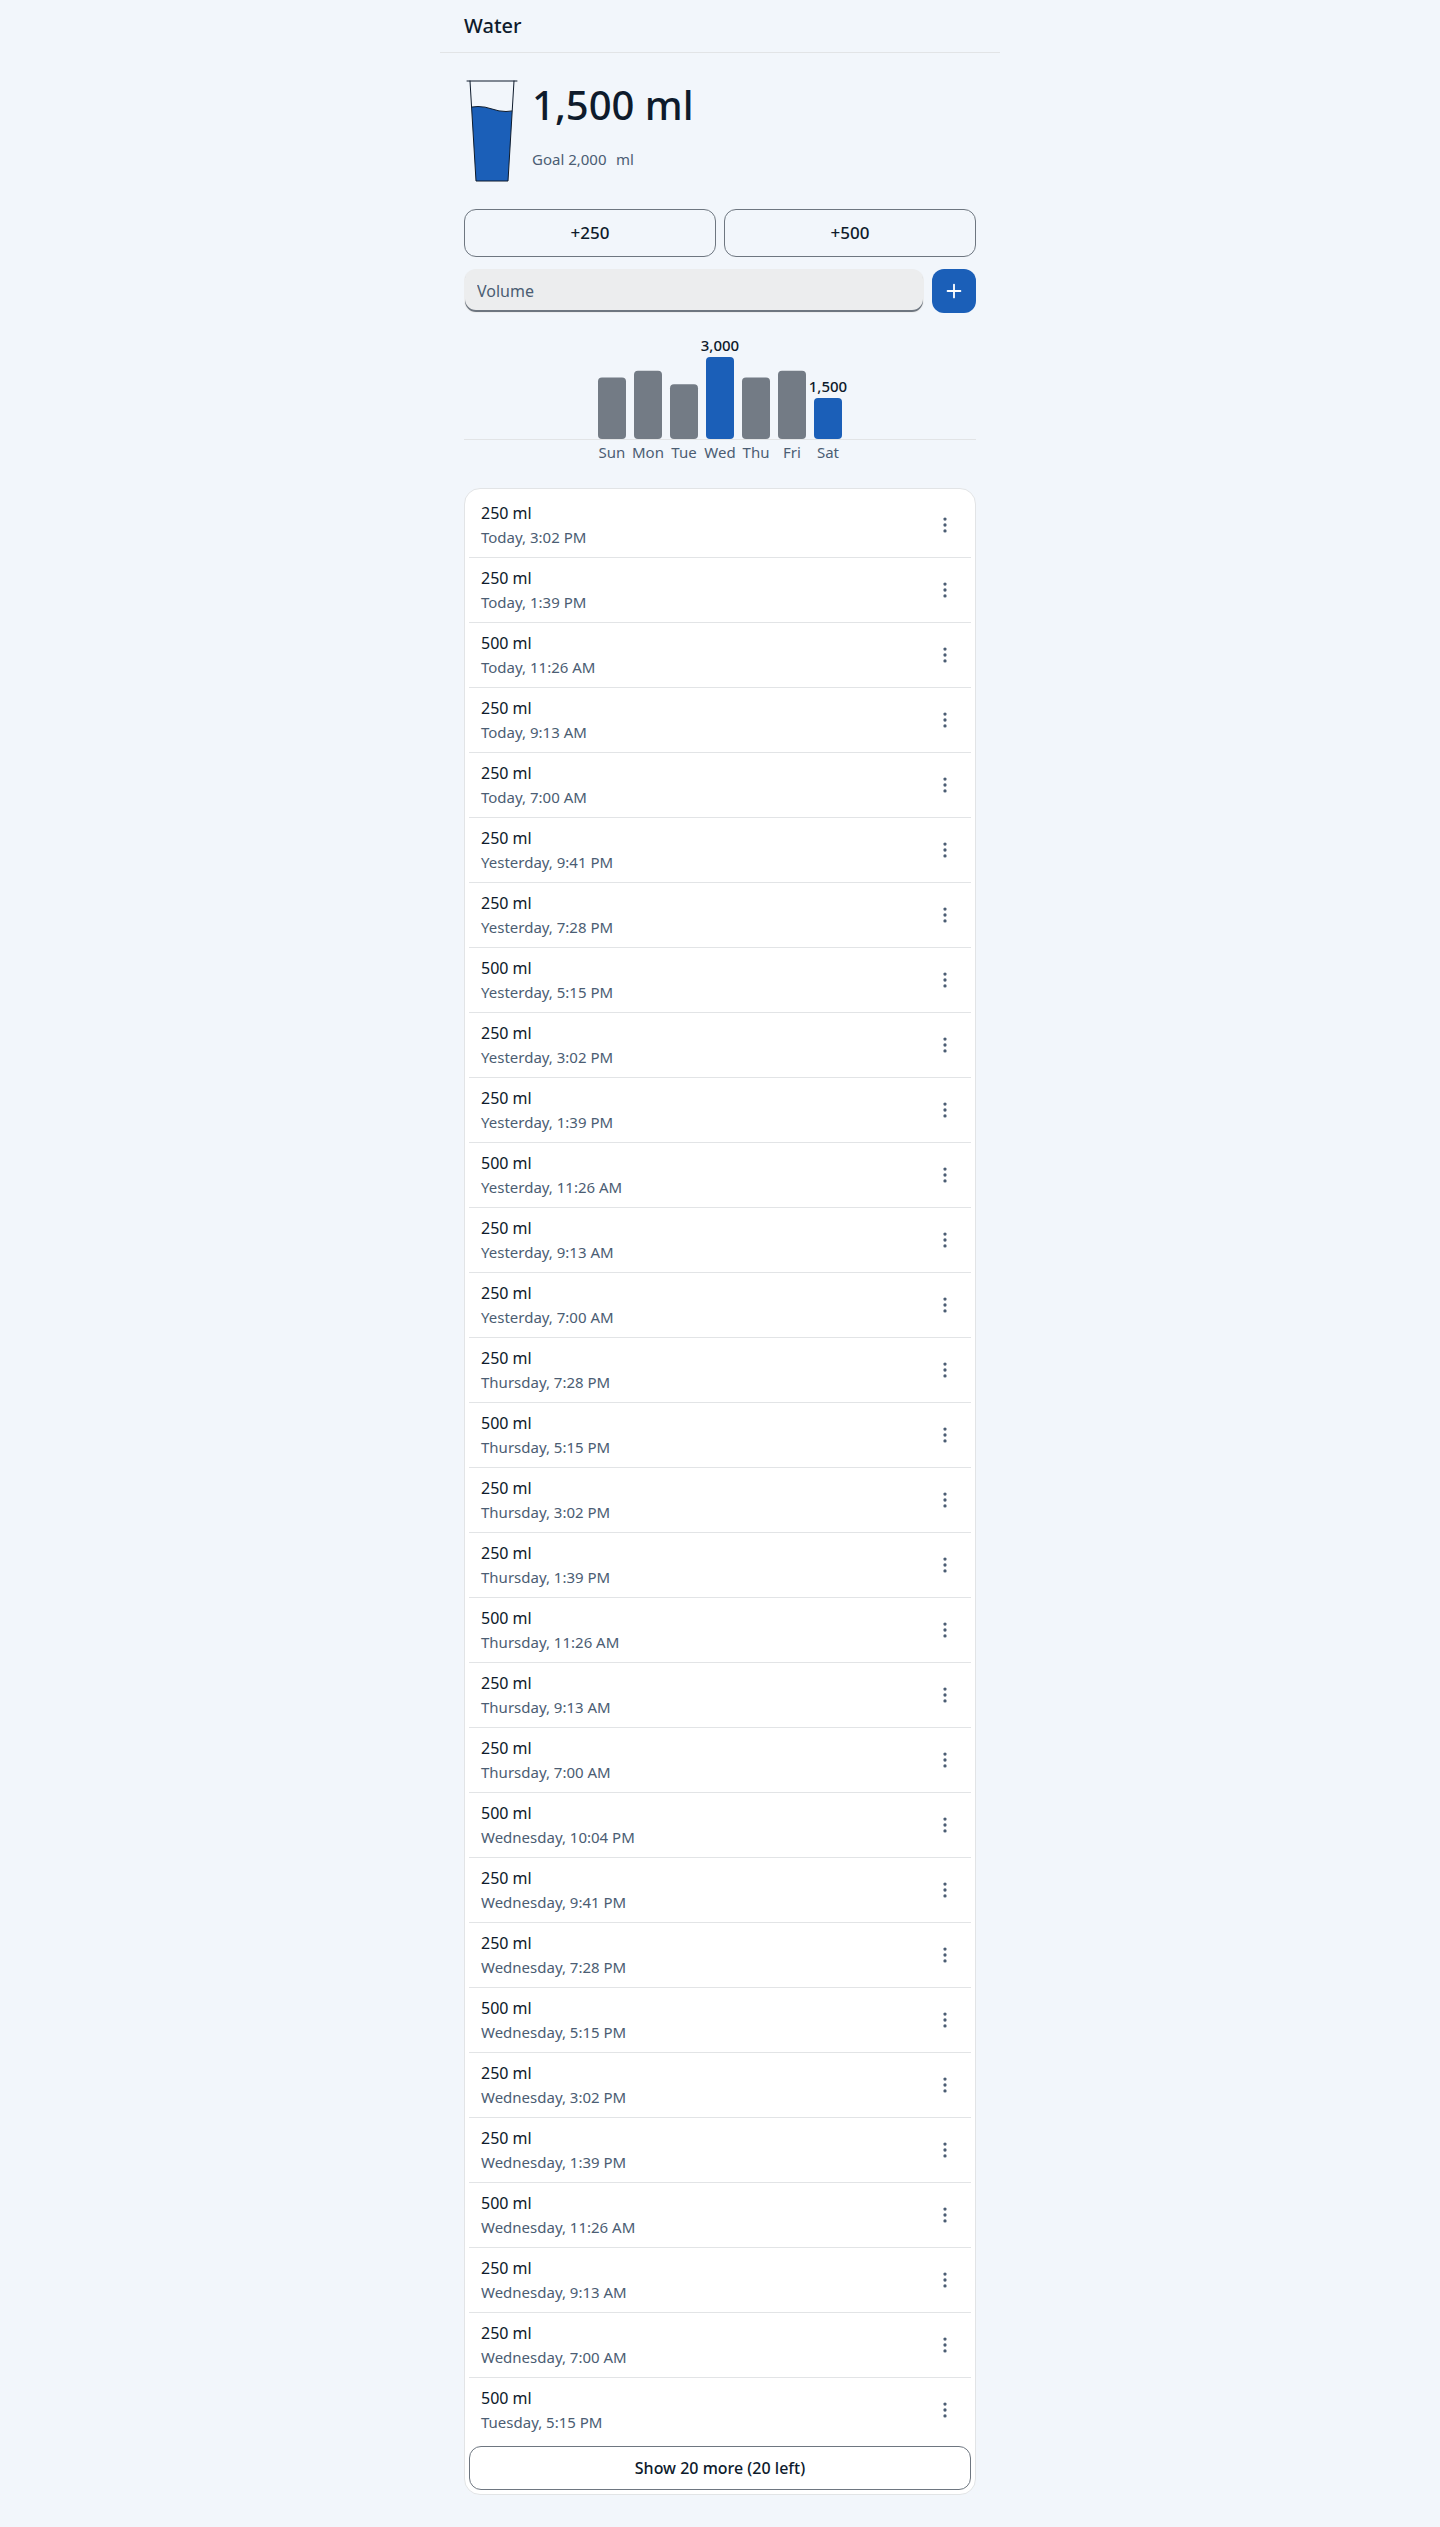 Water
1,500 ml
Goal 2,000 ml
+250
+500
Volume
3,000
1,500
Sun Mon Tue Wed Thu Fri Sat
250 ml
Today, 3:02 PM
250 ml
Today, 1:39 PM
500 ml
Today, 11:26 AM
250 ml
Today, 9:13 AM
250 ml
Today, 7:00 AM
250 ml
Yesterday, 9:41 PM
250 ml
Yesterday, 7:28 PM
500 ml
Yesterday, 5:15 PM
250 ml
Yesterday, 3:02 PM
250 ml
Yesterday, 1:39 PM
500 ml
Yesterday, 11:26 AM
250 ml
Yesterday, 9:13 AM
250 ml
Yesterday, 7:00 AM
250 ml
Thursday, 7:28 PM
500 ml
Thursday, 5:15 PM
250 ml
Thursday, 3:02 PM
250 ml
Thursday, 1:39 PM
500 ml
Thursday, 11:26 AM
250 ml
Thursday, 9:13 AM
250 ml
Thursday, 7:00 AM
500 ml
Wednesday, 10:04 PM
250 ml
Wednesday, 9:41 PM
250 ml
Wednesday, 7:28 PM
500 ml
Wednesday, 5:15 PM
250 ml
Wednesday, 3:02 PM
250 ml
Wednesday, 1:39 PM
500 ml
Wednesday, 11:26 AM
250 ml
Wednesday, 9:13 AM
250 ml
Wednesday, 7:00 AM
500 ml
Tuesday, 5:15 PM
Show 20 more (20 left)